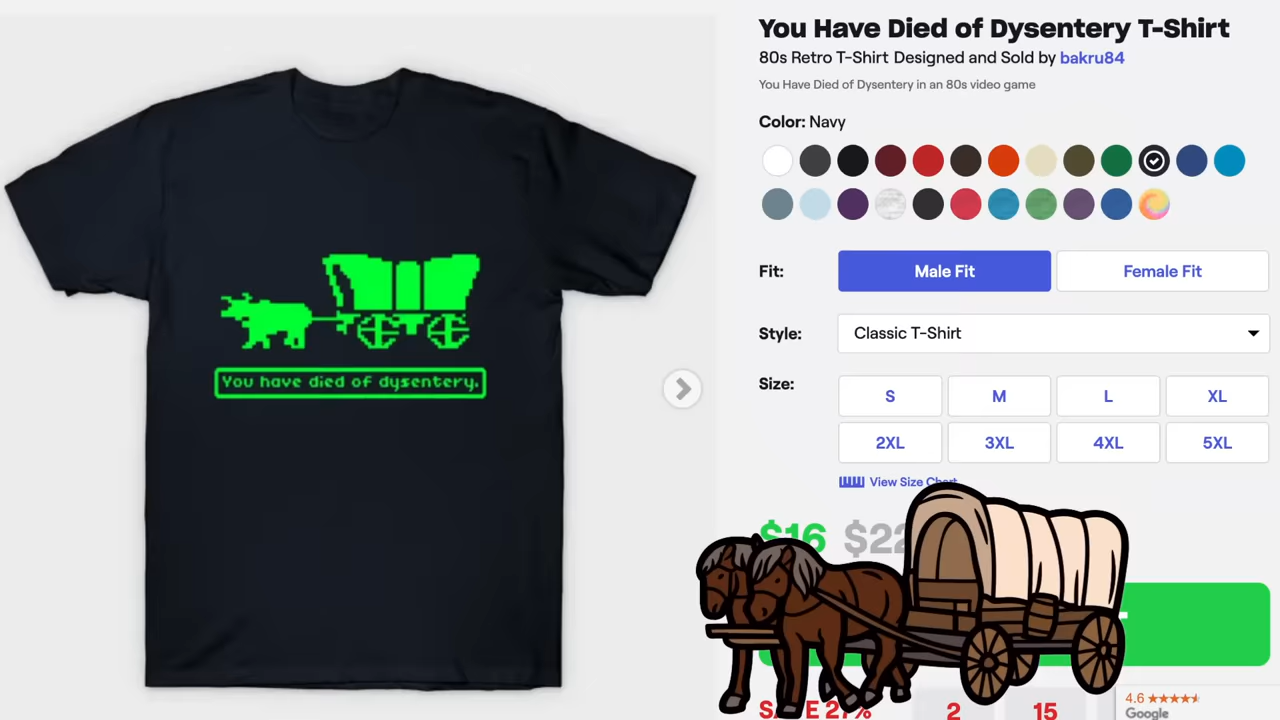 You Have Died of Dysentery T-Shirt
80s Retro T-Shirt Designed and Sold by bakru84
You Have Died of Dysentery in an 80s video game
Color: Navy
Fit:
Male Fit
Female Fit
Style:
Classic T-Shirt
Size:
S
M
L
XL
2XL
3XL
4XL
5XL
View Size Chart
$16 $22
You have died of dysentery.
27%
2
15
4.6
Google